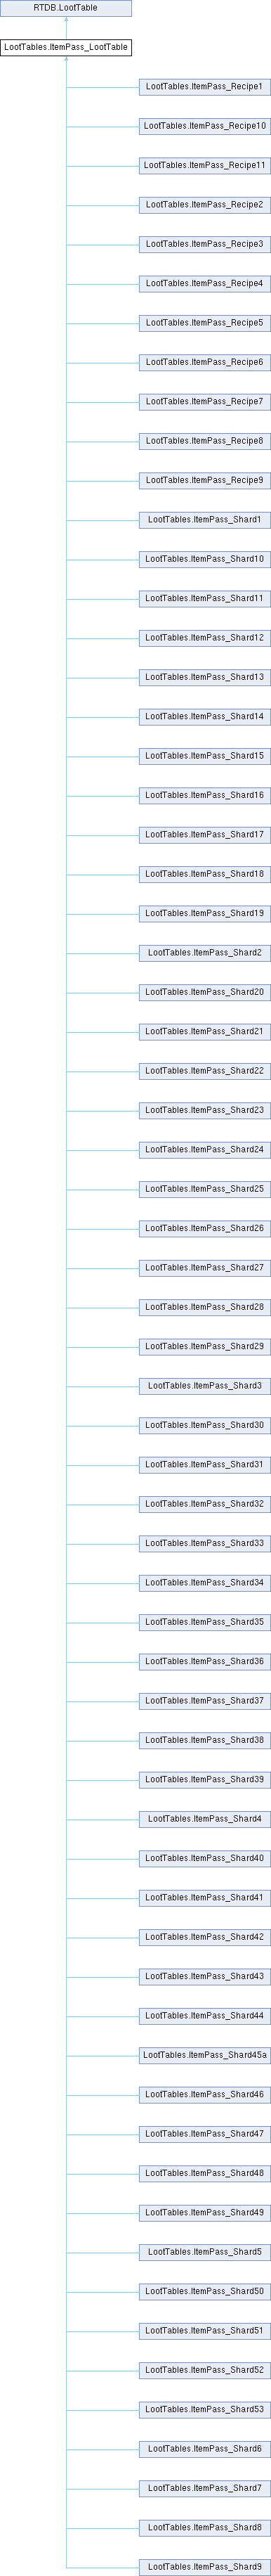 RTDB.LootTable
LootTables.ItemPass_LootTable
LootTables.ItemPass_Recipe1
LootTables.ItemPass_Recipe10
LootTables.ItemPass_Recipe11
LootTables.ItemPass_Recipe2
LootTables.ItemPass_Recipe3
LootTables.ItemPass_Recipe4
LootTables.ItemPass_Recipe5
LootTables.ItemPass_Recipe6
LootTables.ItemPass_Recipe7
LootTables.ItemPass_Recipe8
LootTables.ItemPass_Recipe9
LootTables.ItemPass_Shard1
LootTables.ItemPass_Shard10
LootTables.ItemPass_Shard11
LootTables.ItemPass_Shard12
LootTables.ItemPass_Shard13
LootTables.ItemPass_Shard14
LootTables.ItemPass_Shard15
LootTables.ItemPass_Shard16
LootTables.ItemPass_Shard17
LootTables.ItemPass_Shard18
LootTables.ItemPass_Shard19
LootTables.ItemPass_Shard2
LootTables.ItemPass_Shard20
LootTables.ItemPass_Shard21
LootTables.ItemPass_Shard22
LootTables.ItemPass_Shard23
LootTables.ItemPass_Shard24
LootTables.ItemPass_Shard25
LootTables.ItemPass_Shard26
LootTables.ItemPass_Shard27
LootTables.ItemPass_Shard28
LootTables.ItemPass_Shard29
LootTables.ItemPass_Shard3
LootTables.ItemPass_Shard30
LootTables.ItemPass_Shard31
LootTables.ItemPass_Shard32
LootTables.ItemPass_Shard33
LootTables.ItemPass_Shard34
LootTables.ItemPass_Shard35
LootTables.ItemPass_Shard36
LootTables.ItemPass_Shard37
LootTables.ItemPass_Shard38
LootTables.ItemPass_Shard39
LootTables.ItemPass_Shard4
LootTables.ItemPass_Shard40
LootTables.ItemPass_Shard41
LootTables.ItemPass_Shard42
LootTables.ItemPass_Shard43
LootTables.ItemPass_Shard44
LootTables.ItemPass_Shard45a
LootTables.ItemPass_Shard46
LootTables.ItemPass_Shard47
LootTables.ItemPass_Shard48
LootTables.ItemPass_Shard49
LootTables.ItemPass_Shard5
LootTables.ItemPass_Shard50
LootTables.ItemPass_Shard51
LootTables.ItemPass_Shard52
LootTables.ItemPass_Shard53
LootTables.ItemPass_Shard6
LootTables.ItemPass_Shard7
LootTables.ItemPass_Shard8
LootTables.ItemPass_Shard9